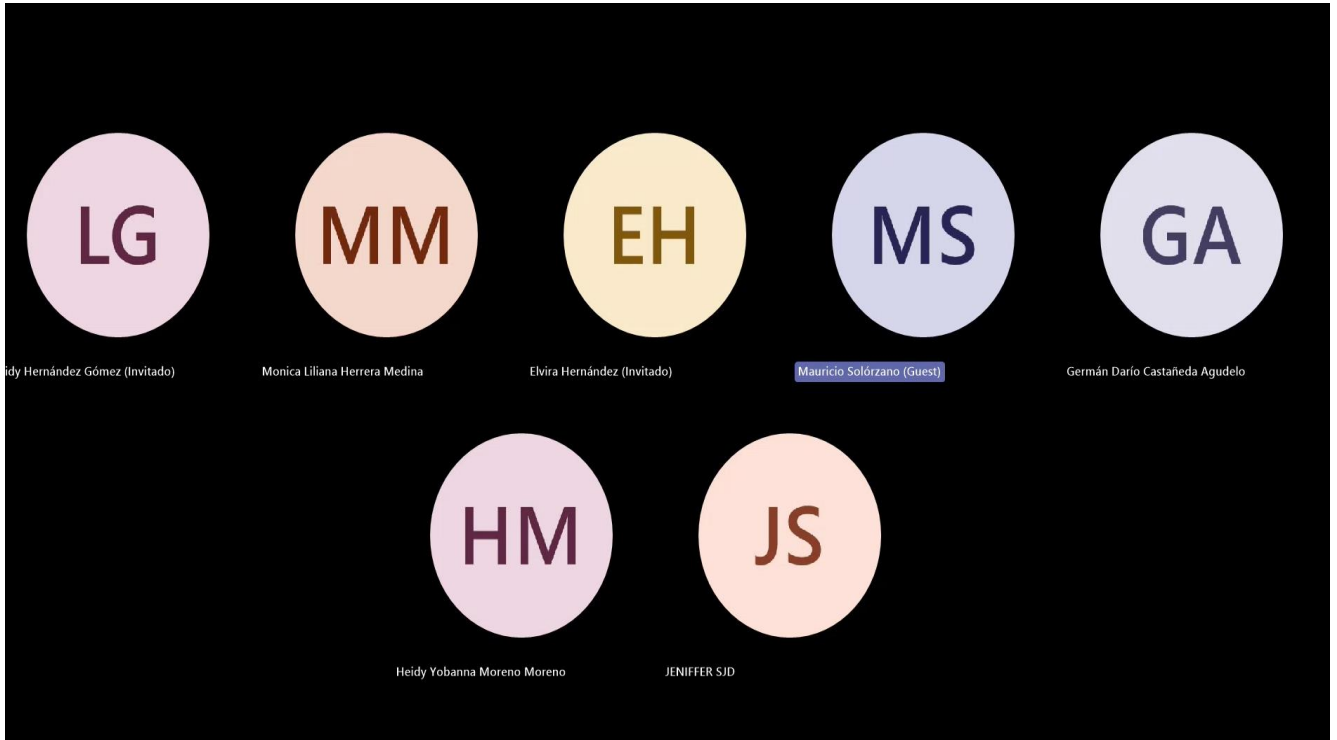 LG
MM
EH
MS
GA
idy Hernández Gómez (Invitado)
Monica Liliana Herrera Medina
Elvira Hernández (Invitado)
Mauricio Solórzano (Guest)
Germán Darío Castañeda Agudelo
HM
JS
Heidy Yobanna Moreno Moreno
JENIFFER SJD